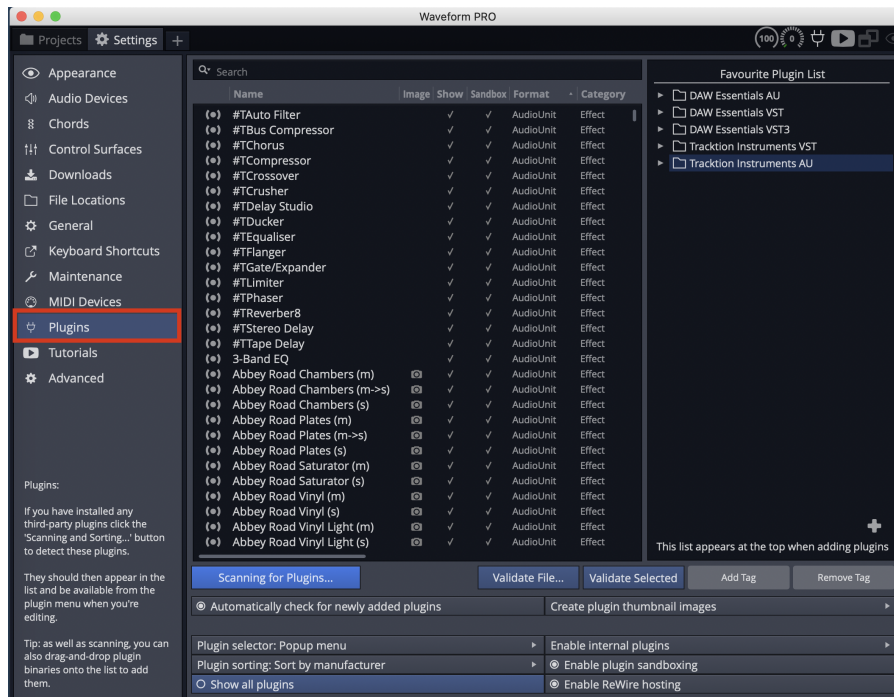 Waveform PRO
Projects Settings +
100 0
Appearance
Audio Devices
Chords
Control Surfaces
Downloads
File Locations
General
Keyboard Shortcuts
Maintenance
MIDI Devices
Plugins
Tutorials
Advanced
Plugins:
If you have installed any
third-party plugins click the
'Scanning and Sorting...' button
to detect these plugins.
They should then appear in the
list and be available from the
plugin menu when you're
editing.
Tip: as well as scanning, you can
also drag-and-drop plugin
binaries onto the list to add
them.
Search
Name Image Show Sandbox Format Category
#TAuto Filter ✓ ✓ AudioUnit Effect
#TBus Compressor ✓ ✓ AudioUnit Effect
#TChorus ✓ ✓ AudioUnit Effect
#TCompressor ✓ ✓ AudioUnit Effect
#TCrossover ✓ ✓ AudioUnit Effect
#TCrusher ✓ ✓ AudioUnit Effect
#TDelay Studio ✓ ✓ AudioUnit Effect
#TDucker ✓ ✓ AudioUnit Effect
#TEqualiser ✓ ✓ AudioUnit Effect
#TFlanger ✓ ✓ AudioUnit Effect
#TGate/Expander ✓ ✓ AudioUnit Effect
#TLimiter ✓ ✓ AudioUnit Effect
#TPhaser ✓ ✓ AudioUnit Effect
#TReverber8 ✓ ✓ AudioUnit Effect
#TStereo Delay ✓ ✓ AudioUnit Effect
#TTape Delay ✓ ✓ AudioUnit Effect
3-Band EQ ✓ ✓ AudioUnit Effect
Abbey Road Chambers (m) ✓ ✓ AudioUnit Effect
Abbey Road Chambers (m->s) ✓ ✓ AudioUnit Effect
Abbey Road Chambers (s) ✓ ✓ AudioUnit Effect
Abbey Road Plates (m) ✓ ✓ AudioUnit Effect
Abbey Road Plates (m->s) ✓ ✓ AudioUnit Effect
Abbey Road Plates (s) ✓ ✓ AudioUnit Effect
Abbey Road Saturator (m) ✓ ✓ AudioUnit Effect
Abbey Road Saturator (s) ✓ ✓ AudioUnit Effect
Abbey Road Vinyl (m) ✓ ✓ AudioUnit Effect
Abbey Road Vinyl (s) ✓ ✓ AudioUnit Effect
Abbey Road Vinyl Light (m) ✓ ✓ AudioUnit Effect
Abbey Road Vinyl Light (s) ✓ ✓ AudioUnit Effect
Favourite Plugin List
DAW Essentials AU
DAW Essentials VST
DAW Essentials VST3
Tracktion Instruments VST
Tracktion Instruments AU
This list appears at the top when adding plugins
Scanning for Plugins... Validate File... Validate Selected Add Tag Remove Tag
Automatically check for newly added plugins Create plugin thumbnail images
Plugin selector: Popup menu Enable internal plugins
Plugin sorting: Sort by manufacturer Enable plugin sandboxing
Show all plugins Enable ReWire hosting